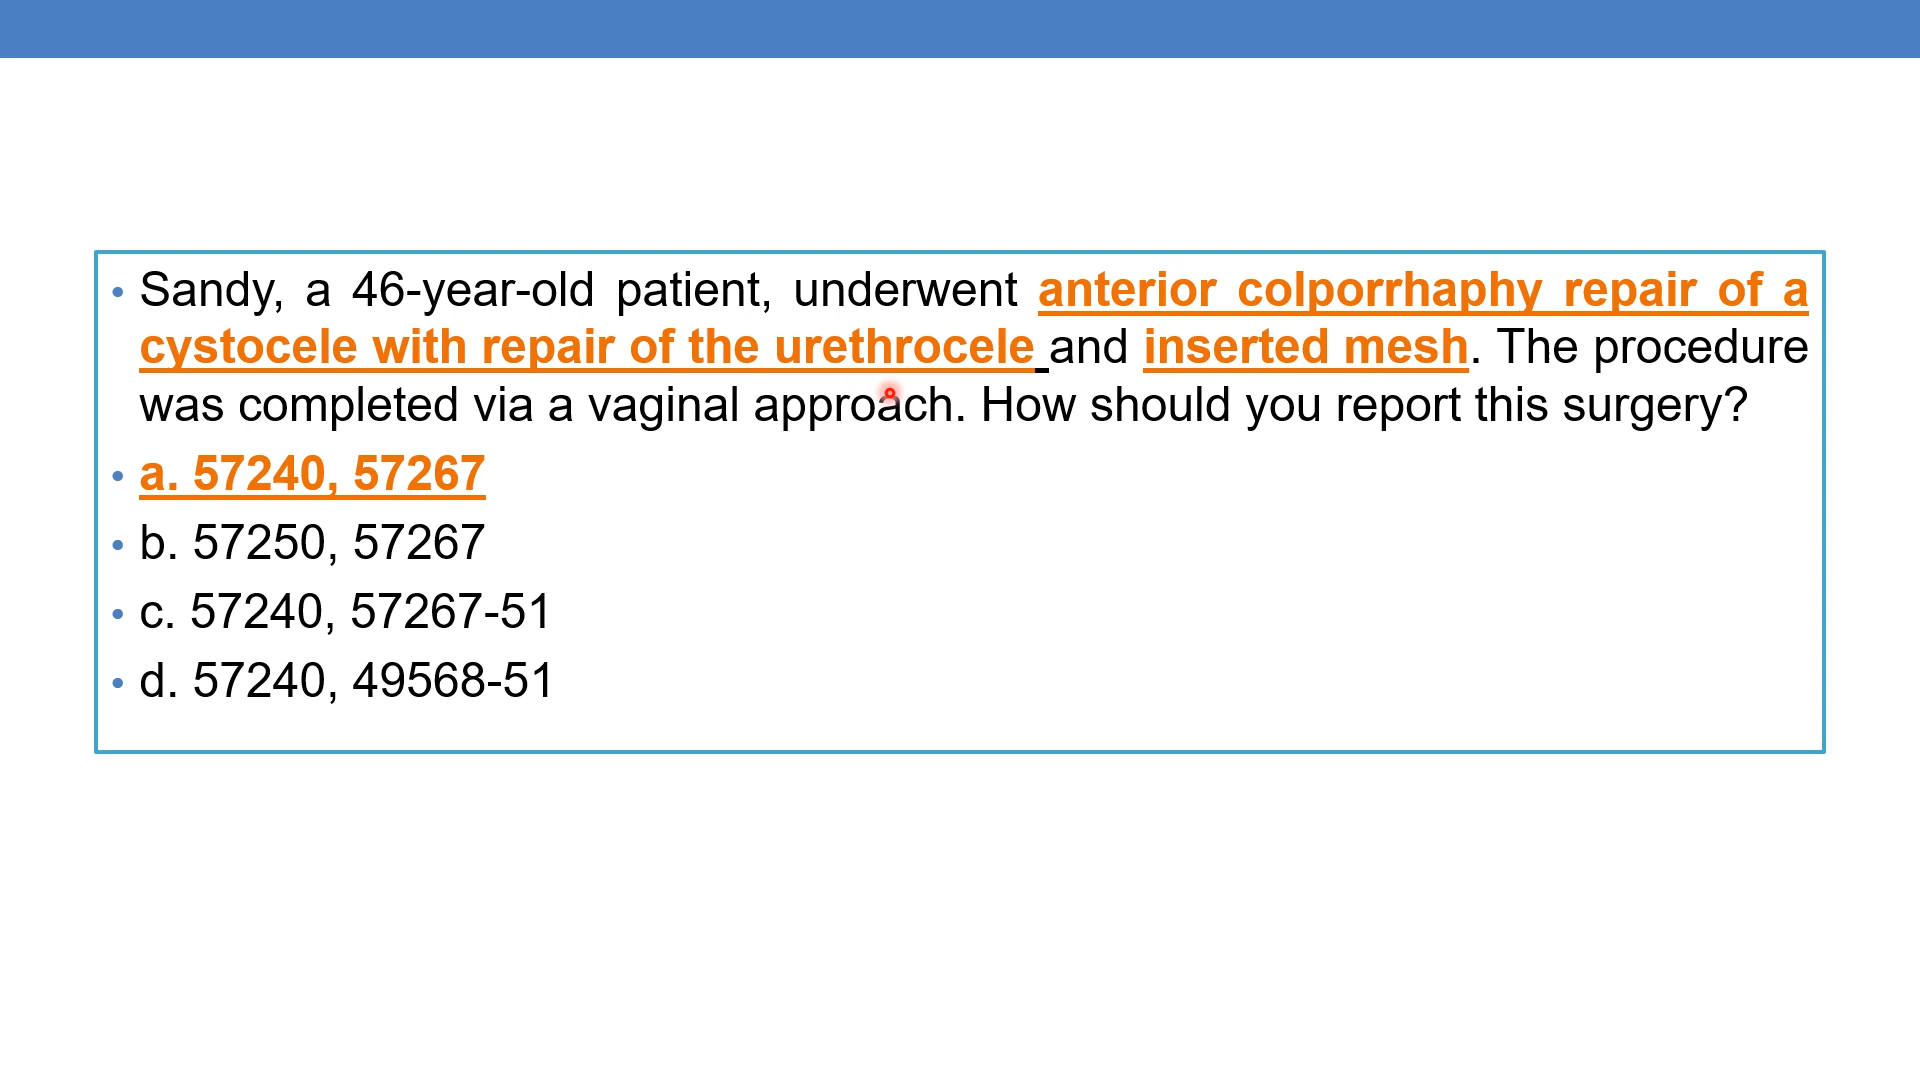 • Sandy, a 46-year-old patient, underwent anterior colporrhaphy repair of a
cystocele with repair of the urethrocele and inserted mesh. The procedure
was completed via a vaginal approach. How should you report this surgery?
• a. 57240, 57267
• b. 57250, 57267
• c. 57240, 57267-51
• d. 57240, 49568-51